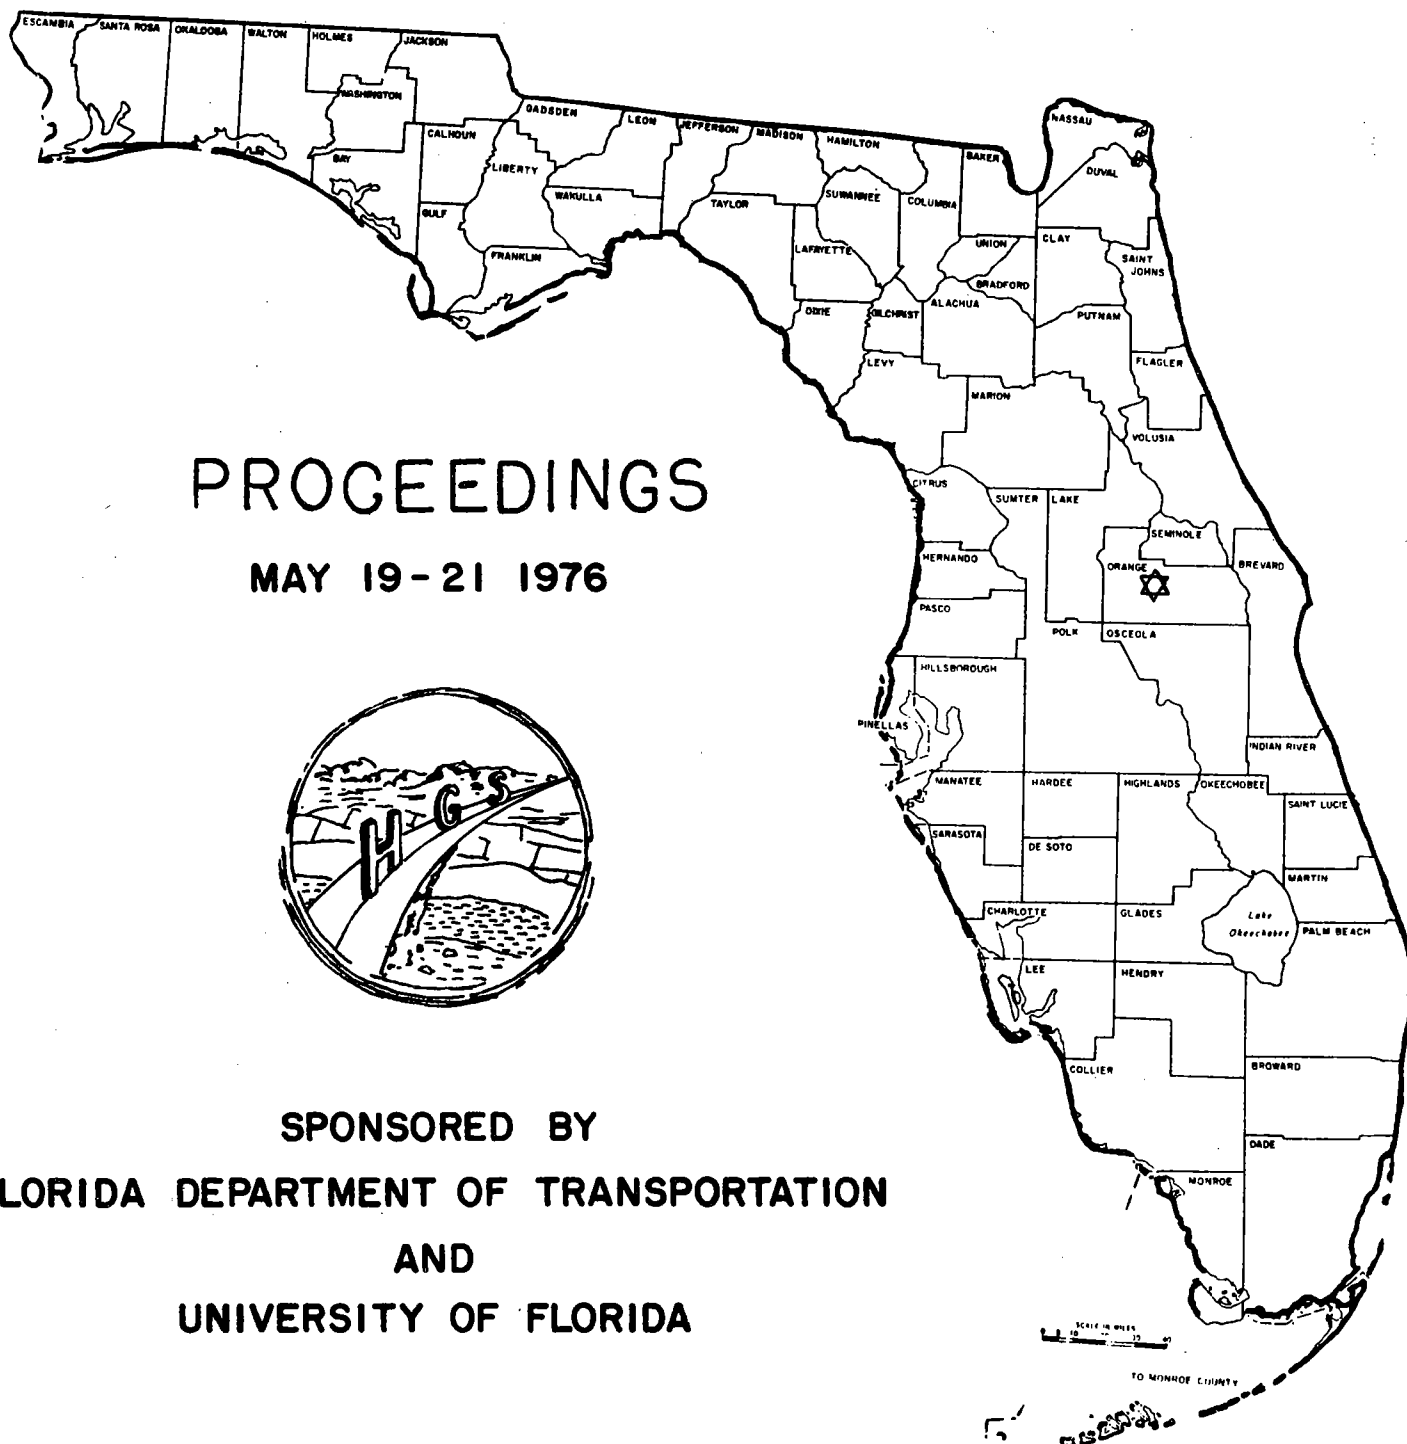 ESCAMBIA
SANTA ROSA
OKALOOSA
WALTON
HOLMES
JACKSON
WASHINGTON
BAY
CALHOUN
GULF
GADSDEN
LIBERTY
FRANKLIN
LEON
WAKULLA
JEFFERSON
MADISON
TAYLOR
HAMILTON
SUWANNEE
LAFAYETTE
DIXIE
COLUMBIA
GILCHRIST
BAKER
UNION
BRADFORD
ALACHUA
LEVY
NASSAU
DUVAL
CLAY
SAINT
JOHNS
PUTNAM
FLAGLER
MARION
VOLUSIA
CITRUS
SUMTER
LAKE
HERNANDO
PASCO
SEMINOLE
ORANGE
BREVARD
POLK
OSCEOLA
HILLSBOROUGH
PINELLAS
INDIAN RIVER
MANATEE
HARDEE
HIGHLANDS
OKEECHOBEE
SAINT LUCIE
SARASOTA
DE SOTO
MARTIN
CHARLOTTE
GLADES
Lake
Okeechobee
PALM BEACH
LEE
HENDRY
COLLIER
BROWARD
DADE
MONROE
PROCEEDINGS
MAY 19-21 1976
HGS
SPONSORED BY
LORIDA DEPARTMENT OF TRANSPORTATION
AND
UNIVERSITY OF FLORIDA
SCALE IN MILES
TO MONROE COUNTY